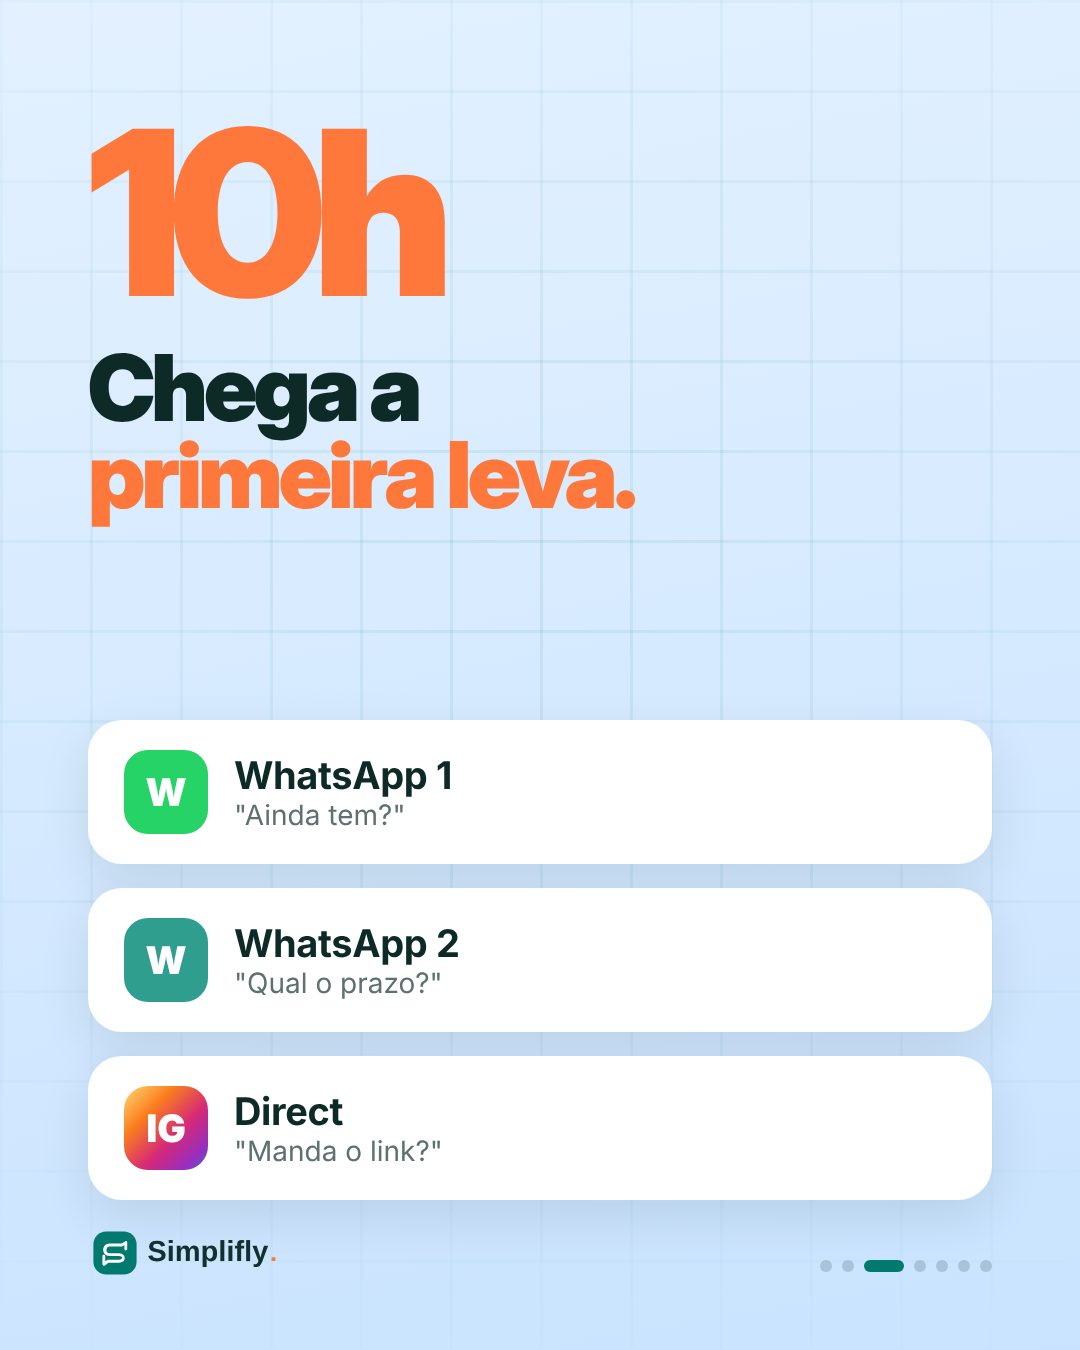 10h
Chega a
primeira leva.
W
WhatsApp 1
"Ainda tem?"
W
WhatsApp 2
"Qual o prazo?"
IG
Direct
"Manda o link?"
Simplifly.